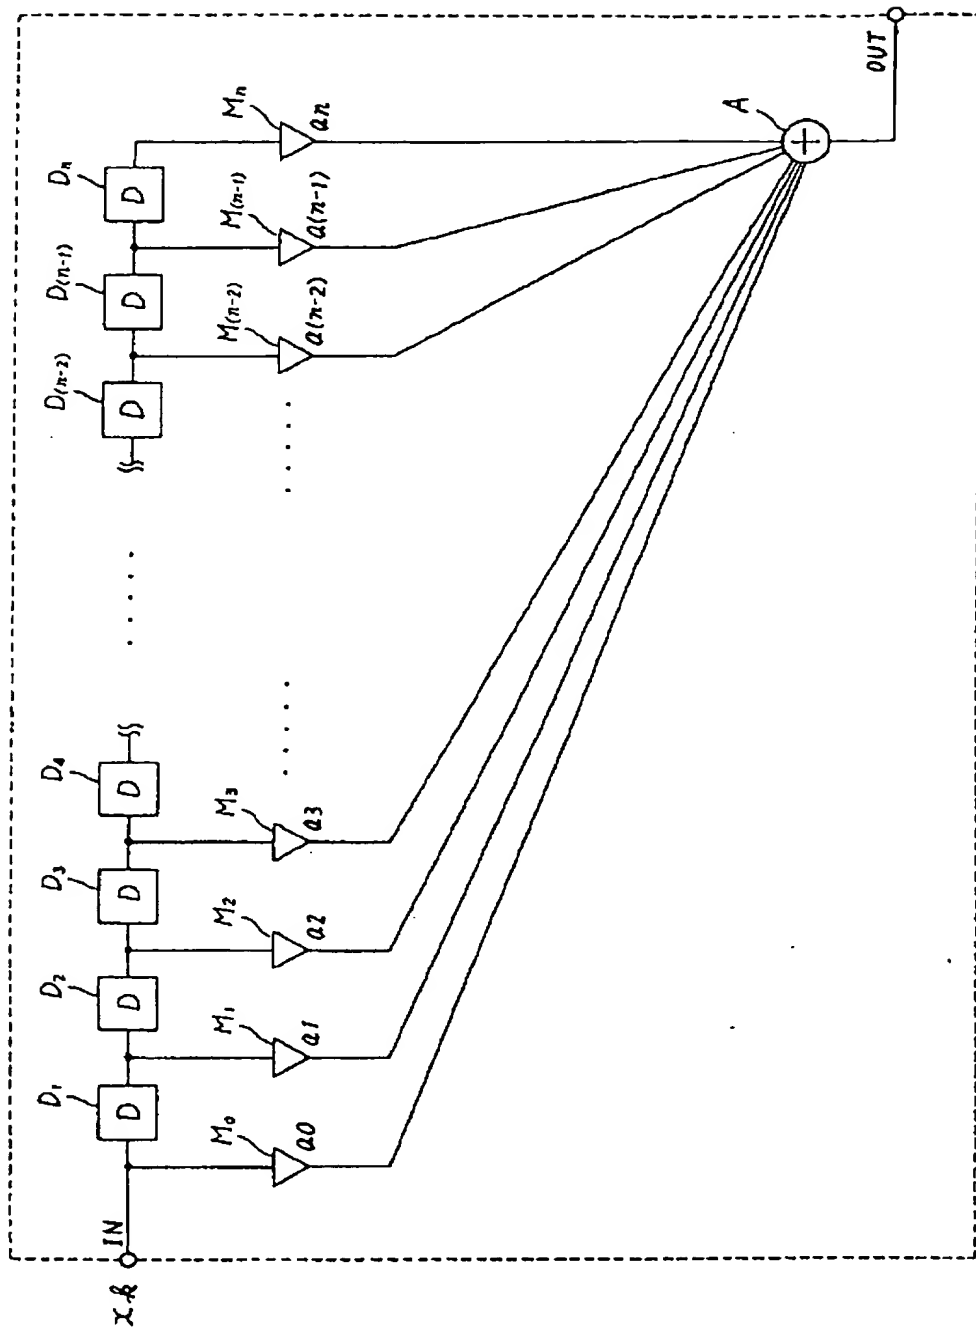 x k
IN
OUT
D1
D2
D3
D4
D(n-2)
D(n-1)
Dn
D
D
D
D
D
D
D
M0
M1
M2
M3
M(n-2)
M(n-1)
Mn
a0
a1
a2
a3
a(n-2)
a(n-1)
an
A
+